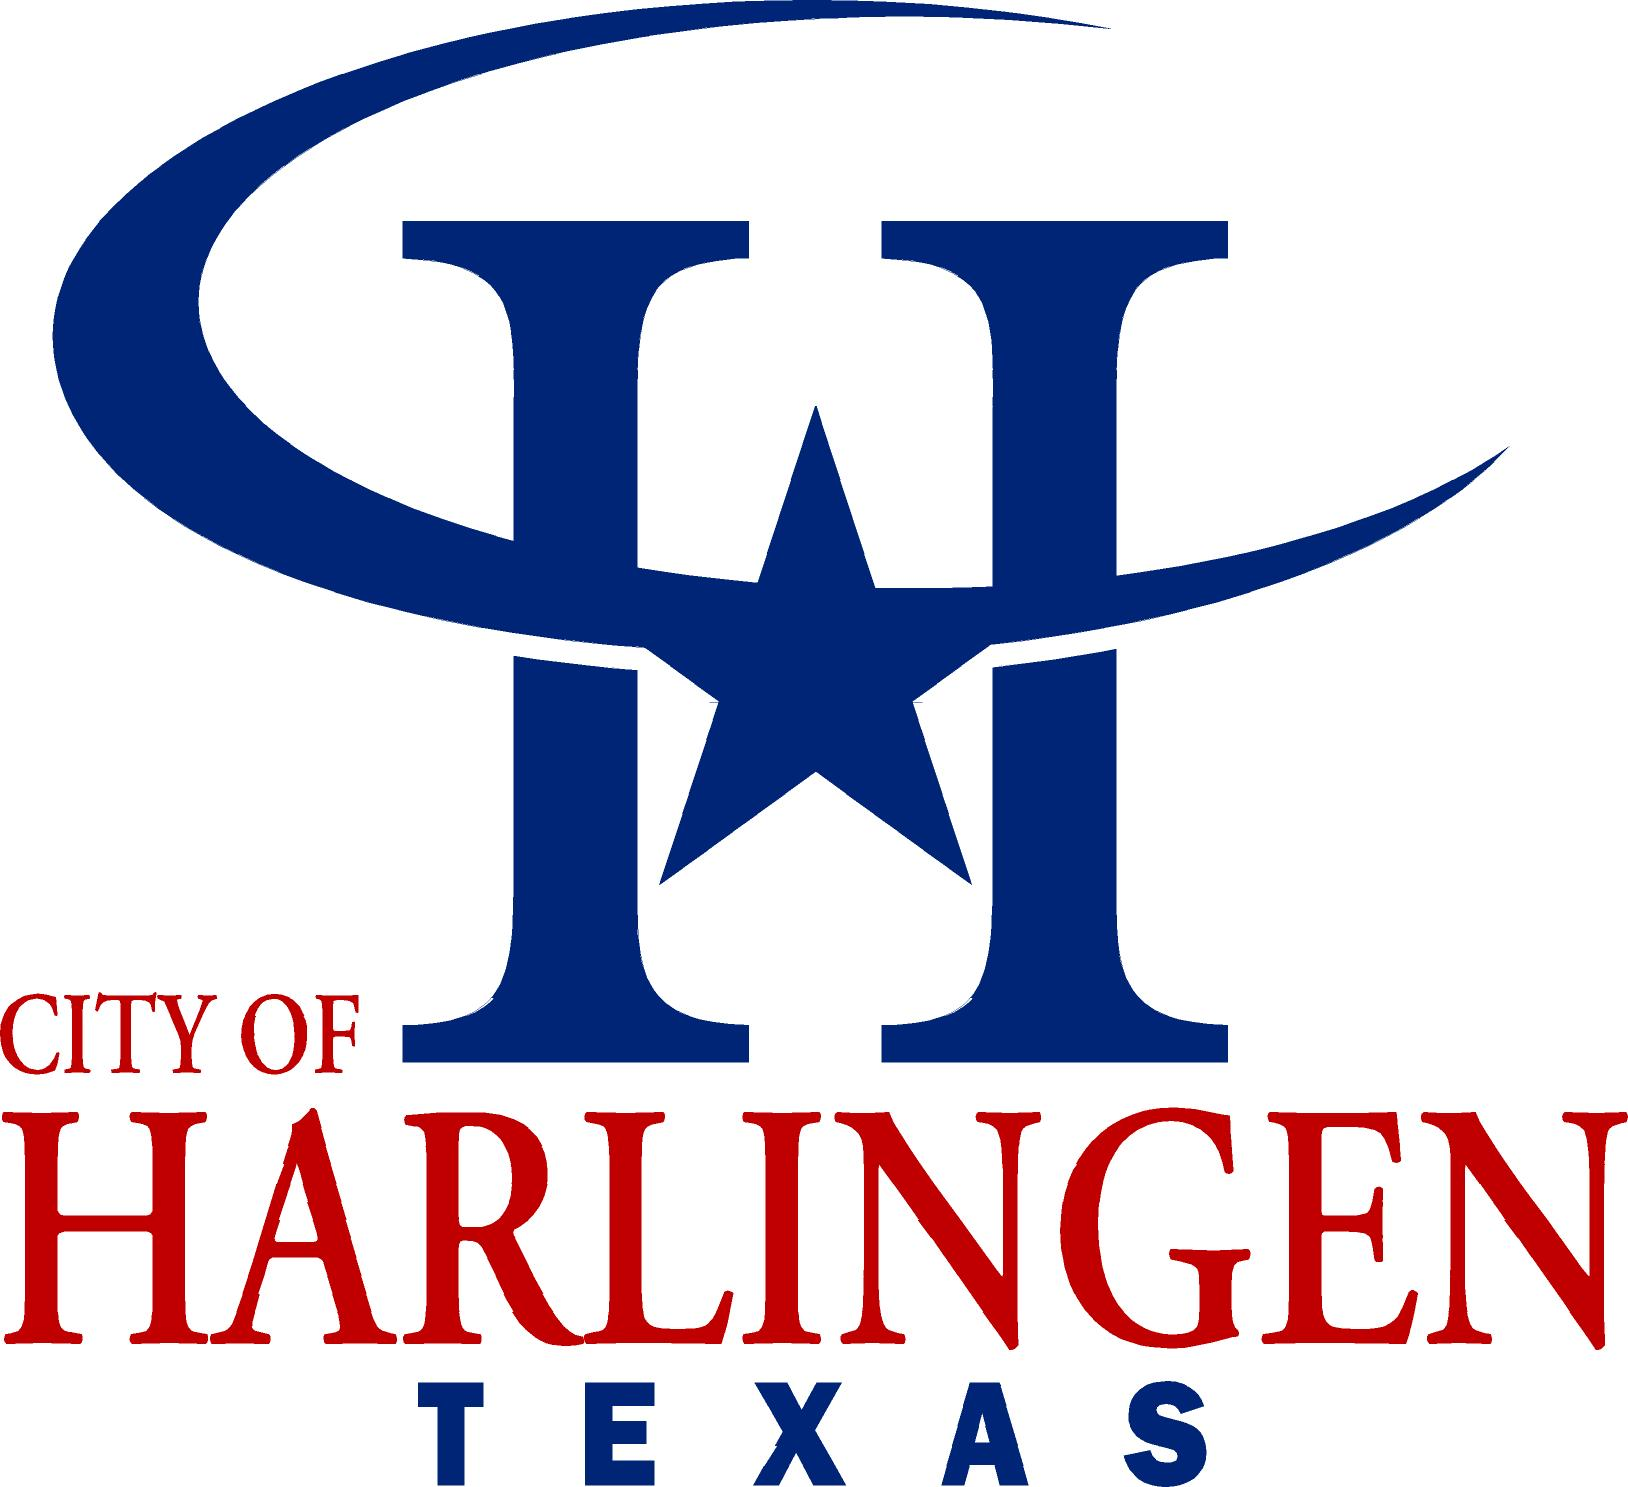 H
CITY OF
HARLINGEN
TEXAS